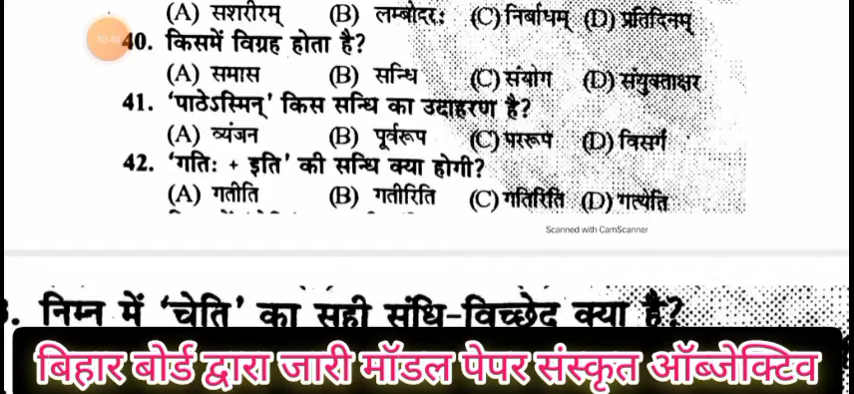 (A) सशरीरम् (B) लम्बोदरः (C) निर्बाधम् (D) प्रतिदिनम्
40. किसमें विग्रह होता है?
(A) समास (B) सन्धि (C) संयोग (D) संयुक्ताक्षर
41. ‘पाठेऽस्मिन्’ किस सन्धि का उदाहरण है?
(A) व्यंजन (B) पूर्वरूप (C) पररूप (D) विसर्ग
42. ‘गतिः + इति’ की सन्धि क्या होगी?
(A) गतीति (B) गतीरिति (C) गतिरिति (D) गत्येति
Scanned with CamScanner
. निम्न में ‘चेति’ का सही संधि-विच्छेद क्या है?
बिहार बोर्ड द्वारा जारी मॉडल पेपर संस्कृत ऑब्जेक्टिव